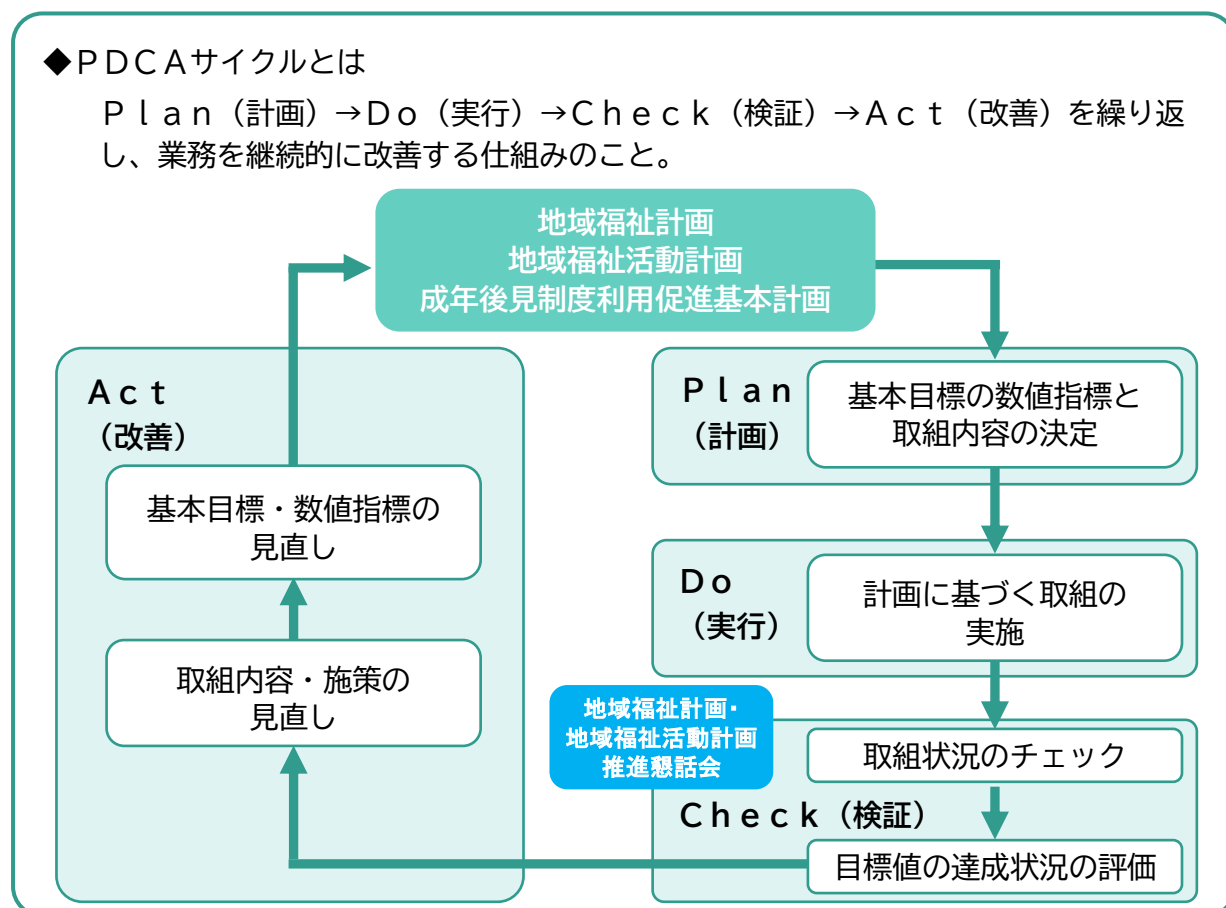 ◆ＰＤＣＡサイクルとは
Ｐｌａｎ（計画）→Ｄｏ（実行）→Ｃｈｅｃｋ（検証）→Ａｃｔ（改善）を繰り返
し、業務を継続的に改善する仕組みのこと。
地域福祉計画
地域福祉活動計画
成年後見制度利用促進基本計画
Ｐｌａｎ
（計画）
基本目標の数値指標と
取組内容の決定
Ｄｏ
（実行）
計画に基づく取組の
実施
地域福祉計画・
地域福祉活動計画
推進懇話会
取組状況のチェック
Ｃｈｅｃｋ（検証）
目標値の達成状況の評価
Ａｃｔ
（改善）
基本目標・数値指標の
見直し
取組内容・施策の
見直し